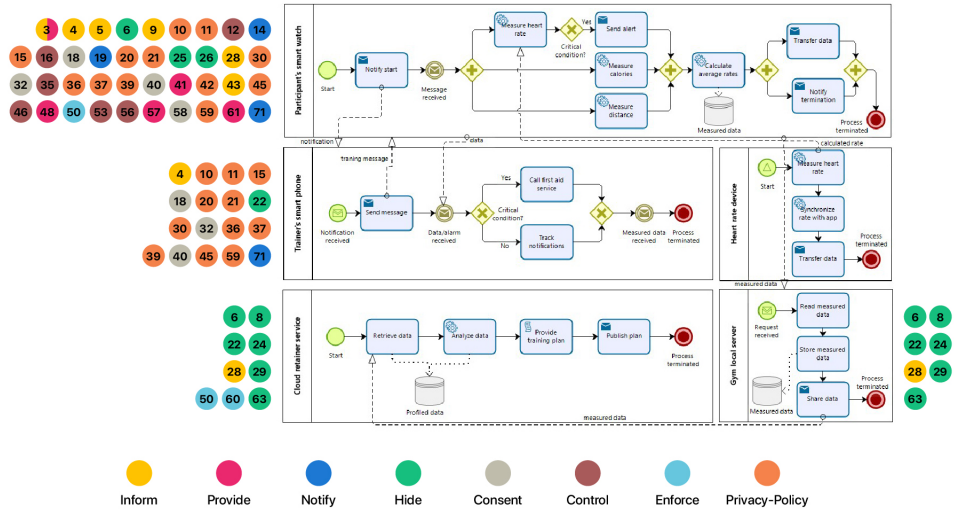 3 4 5 6 9 10 11 12 14
15 16 18 19 20 21 25 26 28 30
32 35 36 37 39 40 41 42 43 45
46 48 50 53 56 57 58 59 61 71
Participant's smart watch
Start
Notify start
Message received
Measure heart rate
Critical condition?
Yes
Send alert
Measure calories
Measure distance
Calculate average rates
Measured data
Transfer data
Notify termination
Process terminated
notification
traning message
data
calculated rate
4 10 11 15
18 20 21 22
30 32 36 37
39 40 45 59 71
Trainer's smart phone
Notification received
Send message
Data/alarm received
Critical condition?
Yes
No
Call first aid service
Track notifications
Measured data received
Process terminated
Heart rate device
Start
Measure heart rate
Synchronize rate with app
Transfer data
Process terminated
measured data
6 8
22 24
28 29
50 60 63
Cloud retainer service
Start
Retrieve data
Analyze data
Provide training plan
Publish plan
Process terminated
Profiled data
Gym local server
Request received
Read measured data
Store measured data
Measured data
Share data
Process terminated
measured data
6 8
22 24
28 29
63
Inform Provide Notify Hide Consent Control Enforce Privacy-Policy